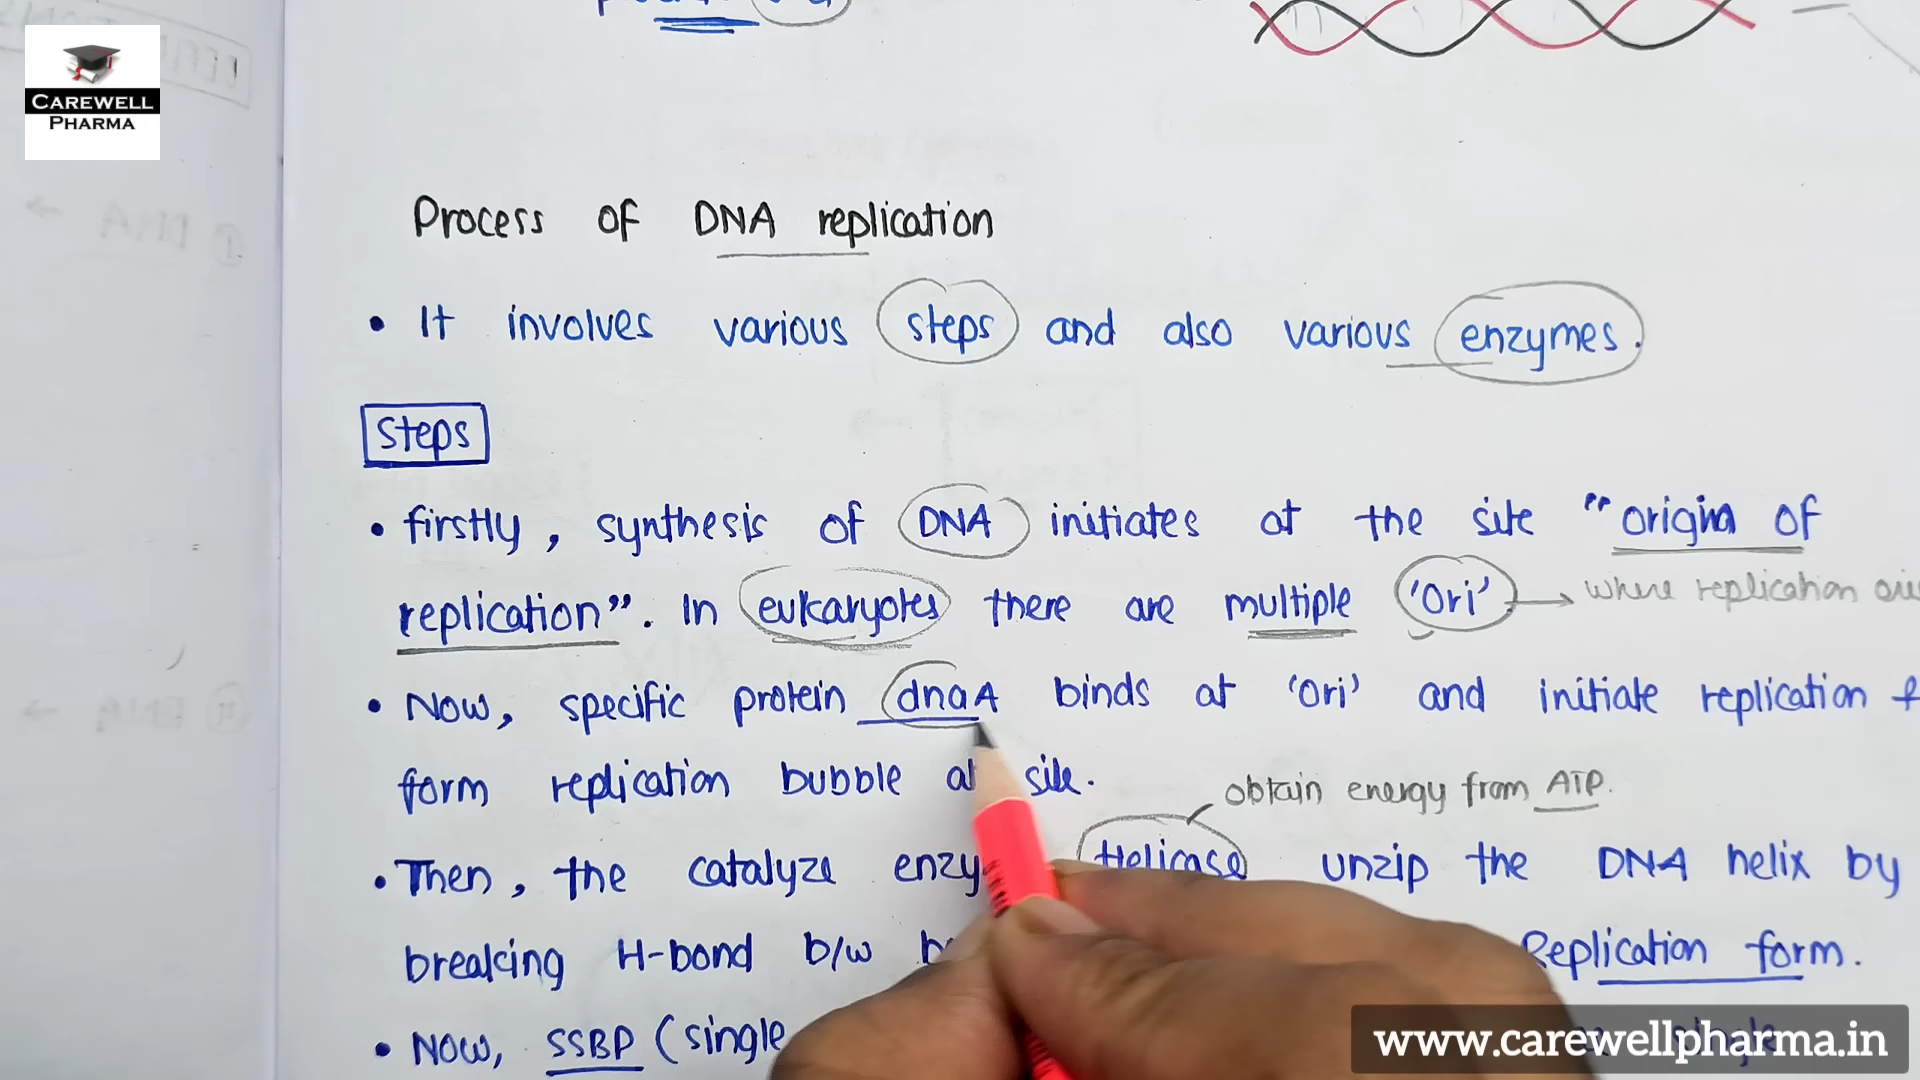 CAREWELL
PHARMA
Process of DNA replication
• It involves various steps and also various enzymes.
Steps
• firstly, synthesis of DNA initiates at the site "origin of
replication". In eukaryotes there are multiple 'Ori' → where replication
• Now, specific protein dnaA binds at 'Ori' and initiate replication &
form replication bubble at site.
obtain energy from ATP.
• Then, the catalyze Helicase unzip the DNA helix by
breaking H-bond b/w Replication form.
• Now, SSBP (single
www.carewellpharma.in